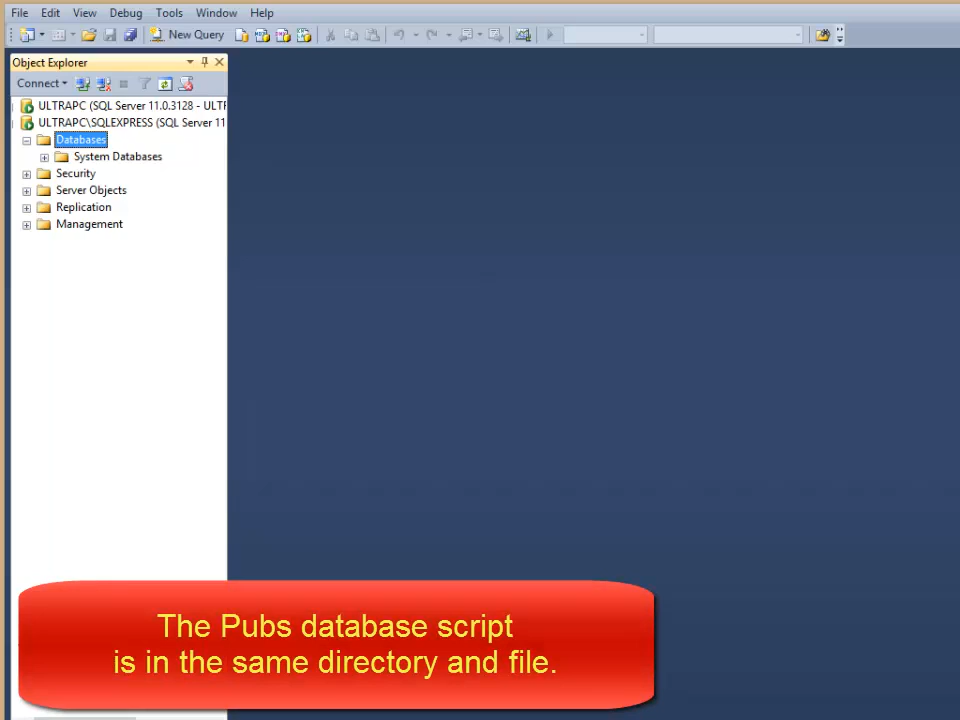 File Edit View Debug Tools Window Help
New Query
Object Explorer
Connect
ULTRAPC (SQL Server 11.0.3128 - ULTF
ULTRAPC\SQLEXPRESS (SQL Server 11
Databases
System Databases
Security
Server Objects
Replication
Management
The Pubs database script
is in the same directory and file.